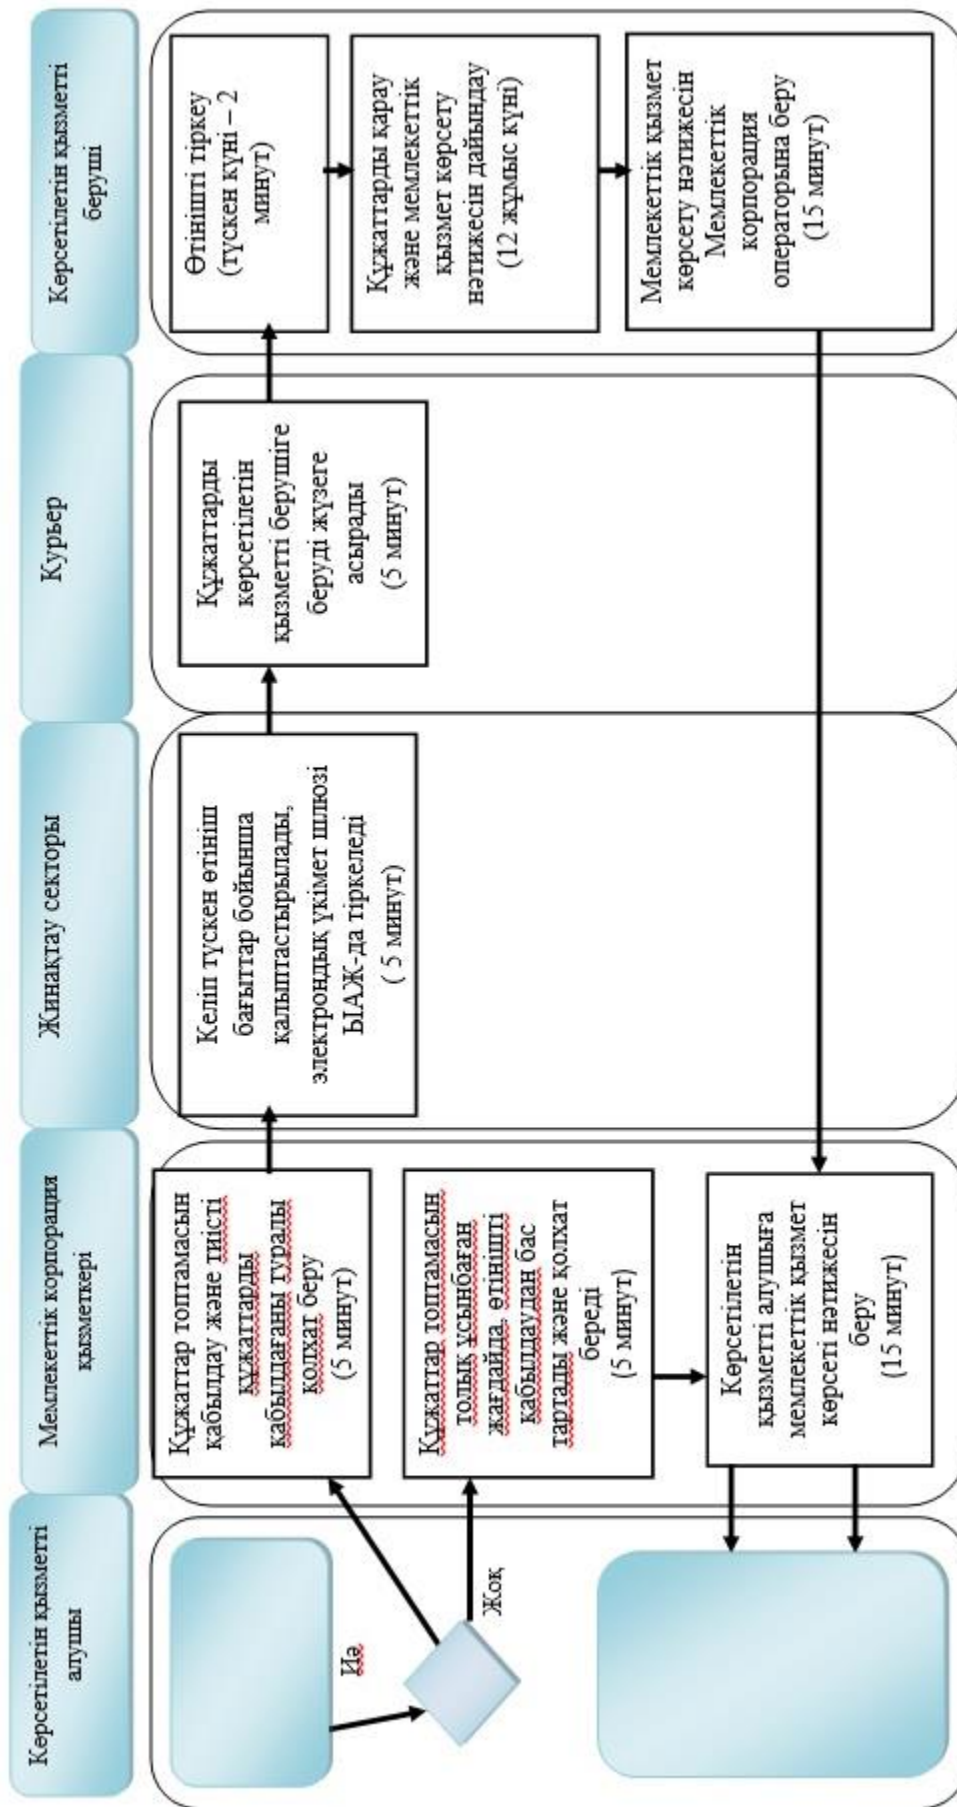 Көрсетілетін қызметті
алушы
Мемлекеттік корпорация
қызметкері
Жинақтау секторы
Курьер
Көрсетілетін қызметті
беруші
Иә
Жоқ
Құжаттар топтамасын
қабылдау және тиісті
құжаттарды
қабылдағаны туралы
қолхат беру
(5 минут)
Құжаттар топтамасын
толық ұсынбаған
жағдайда, өтінішті
қабылдаудан бас
тартады және қолхат
береді
(5 минут)
Көрсетілетін
қызметті алушыға
мемлекеттік қызмет
көрсеті нәтижесін
беру
(15 минут)
Келіп түскен өтініш
бағыттар бойынша
қалыптастырылады,
электрондық үкімет шлюзі
ЫАЖ-да тіркеледі
( 5 минут)
Құжаттарды
көрсетілетін
қызметті берушіге
беруді жүзеге
асырады
(5 минут)
Өтінішті тіркеу
(түскен күні – 2
минут)
Құжаттарды қарау
және мемлекеттік
қызмет көрсету
нәтижесін дайындау
(12 жұмыс күні)
Мемлекеттік қызмет
көрсету нәтижесін
Мемлекеттік
корпорация
операторына беру
(15 минут)